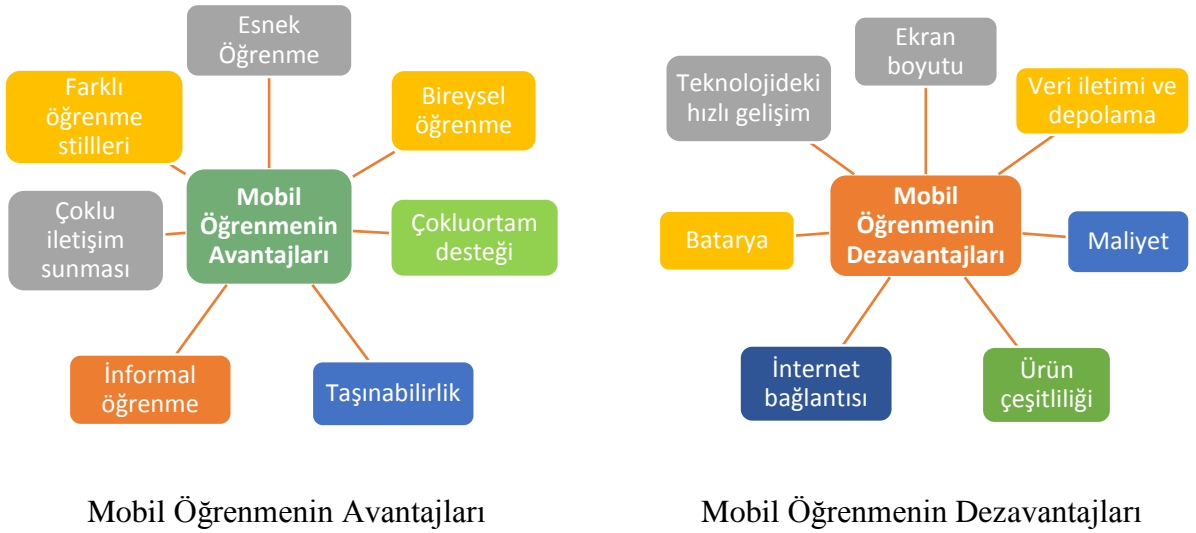 Esnek
Öğrenme
Farklı
öğrenme
stillleri
Bireysel
öğrenme
Mobil
Öğrenmenin
Avantajları
Çoklu
iletişim
sunması
Çokluortam
desteği
İnformal
öğrenme
Taşınabilirlik
Mobil Öğrenmenin Avantajları
Ekran
boyutu
Teknolojideki
hızlı gelişim
Veri iletimi ve
depolama
Mobil
Öğrenmenin
Dezavantajları
Batarya
Maliyet
İnternet
bağlantısı
Ürün
çeşitliliği
Mobil Öğrenmenin Dezavantajları